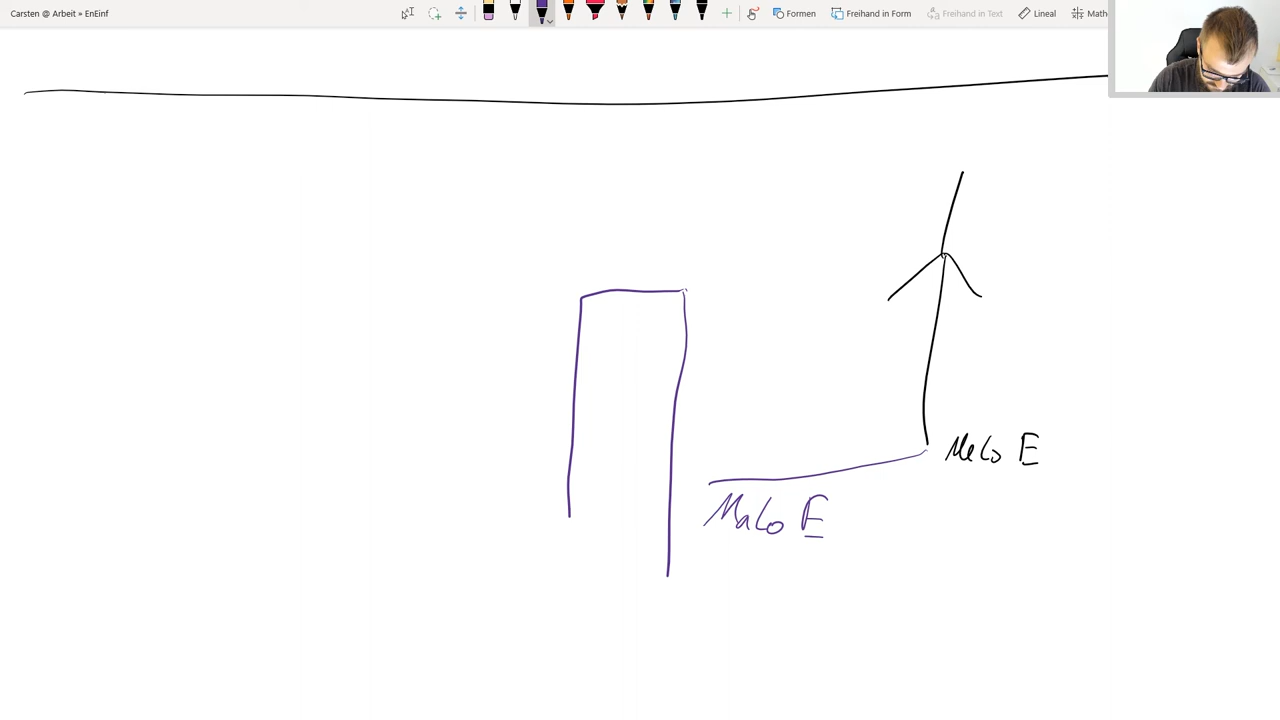 Carsten @ Arbeit » EnEinf
Formen
Freihand in Form
Freihand in Text
Lineal
Math
MeLo E
MaLo E